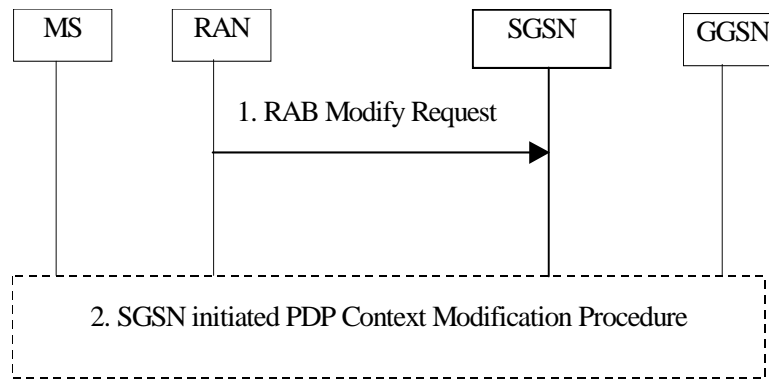 MS RAN SGSN GGSN
1. RAB Modify Request
2. SGSN initiated PDP Context Modification Procedure